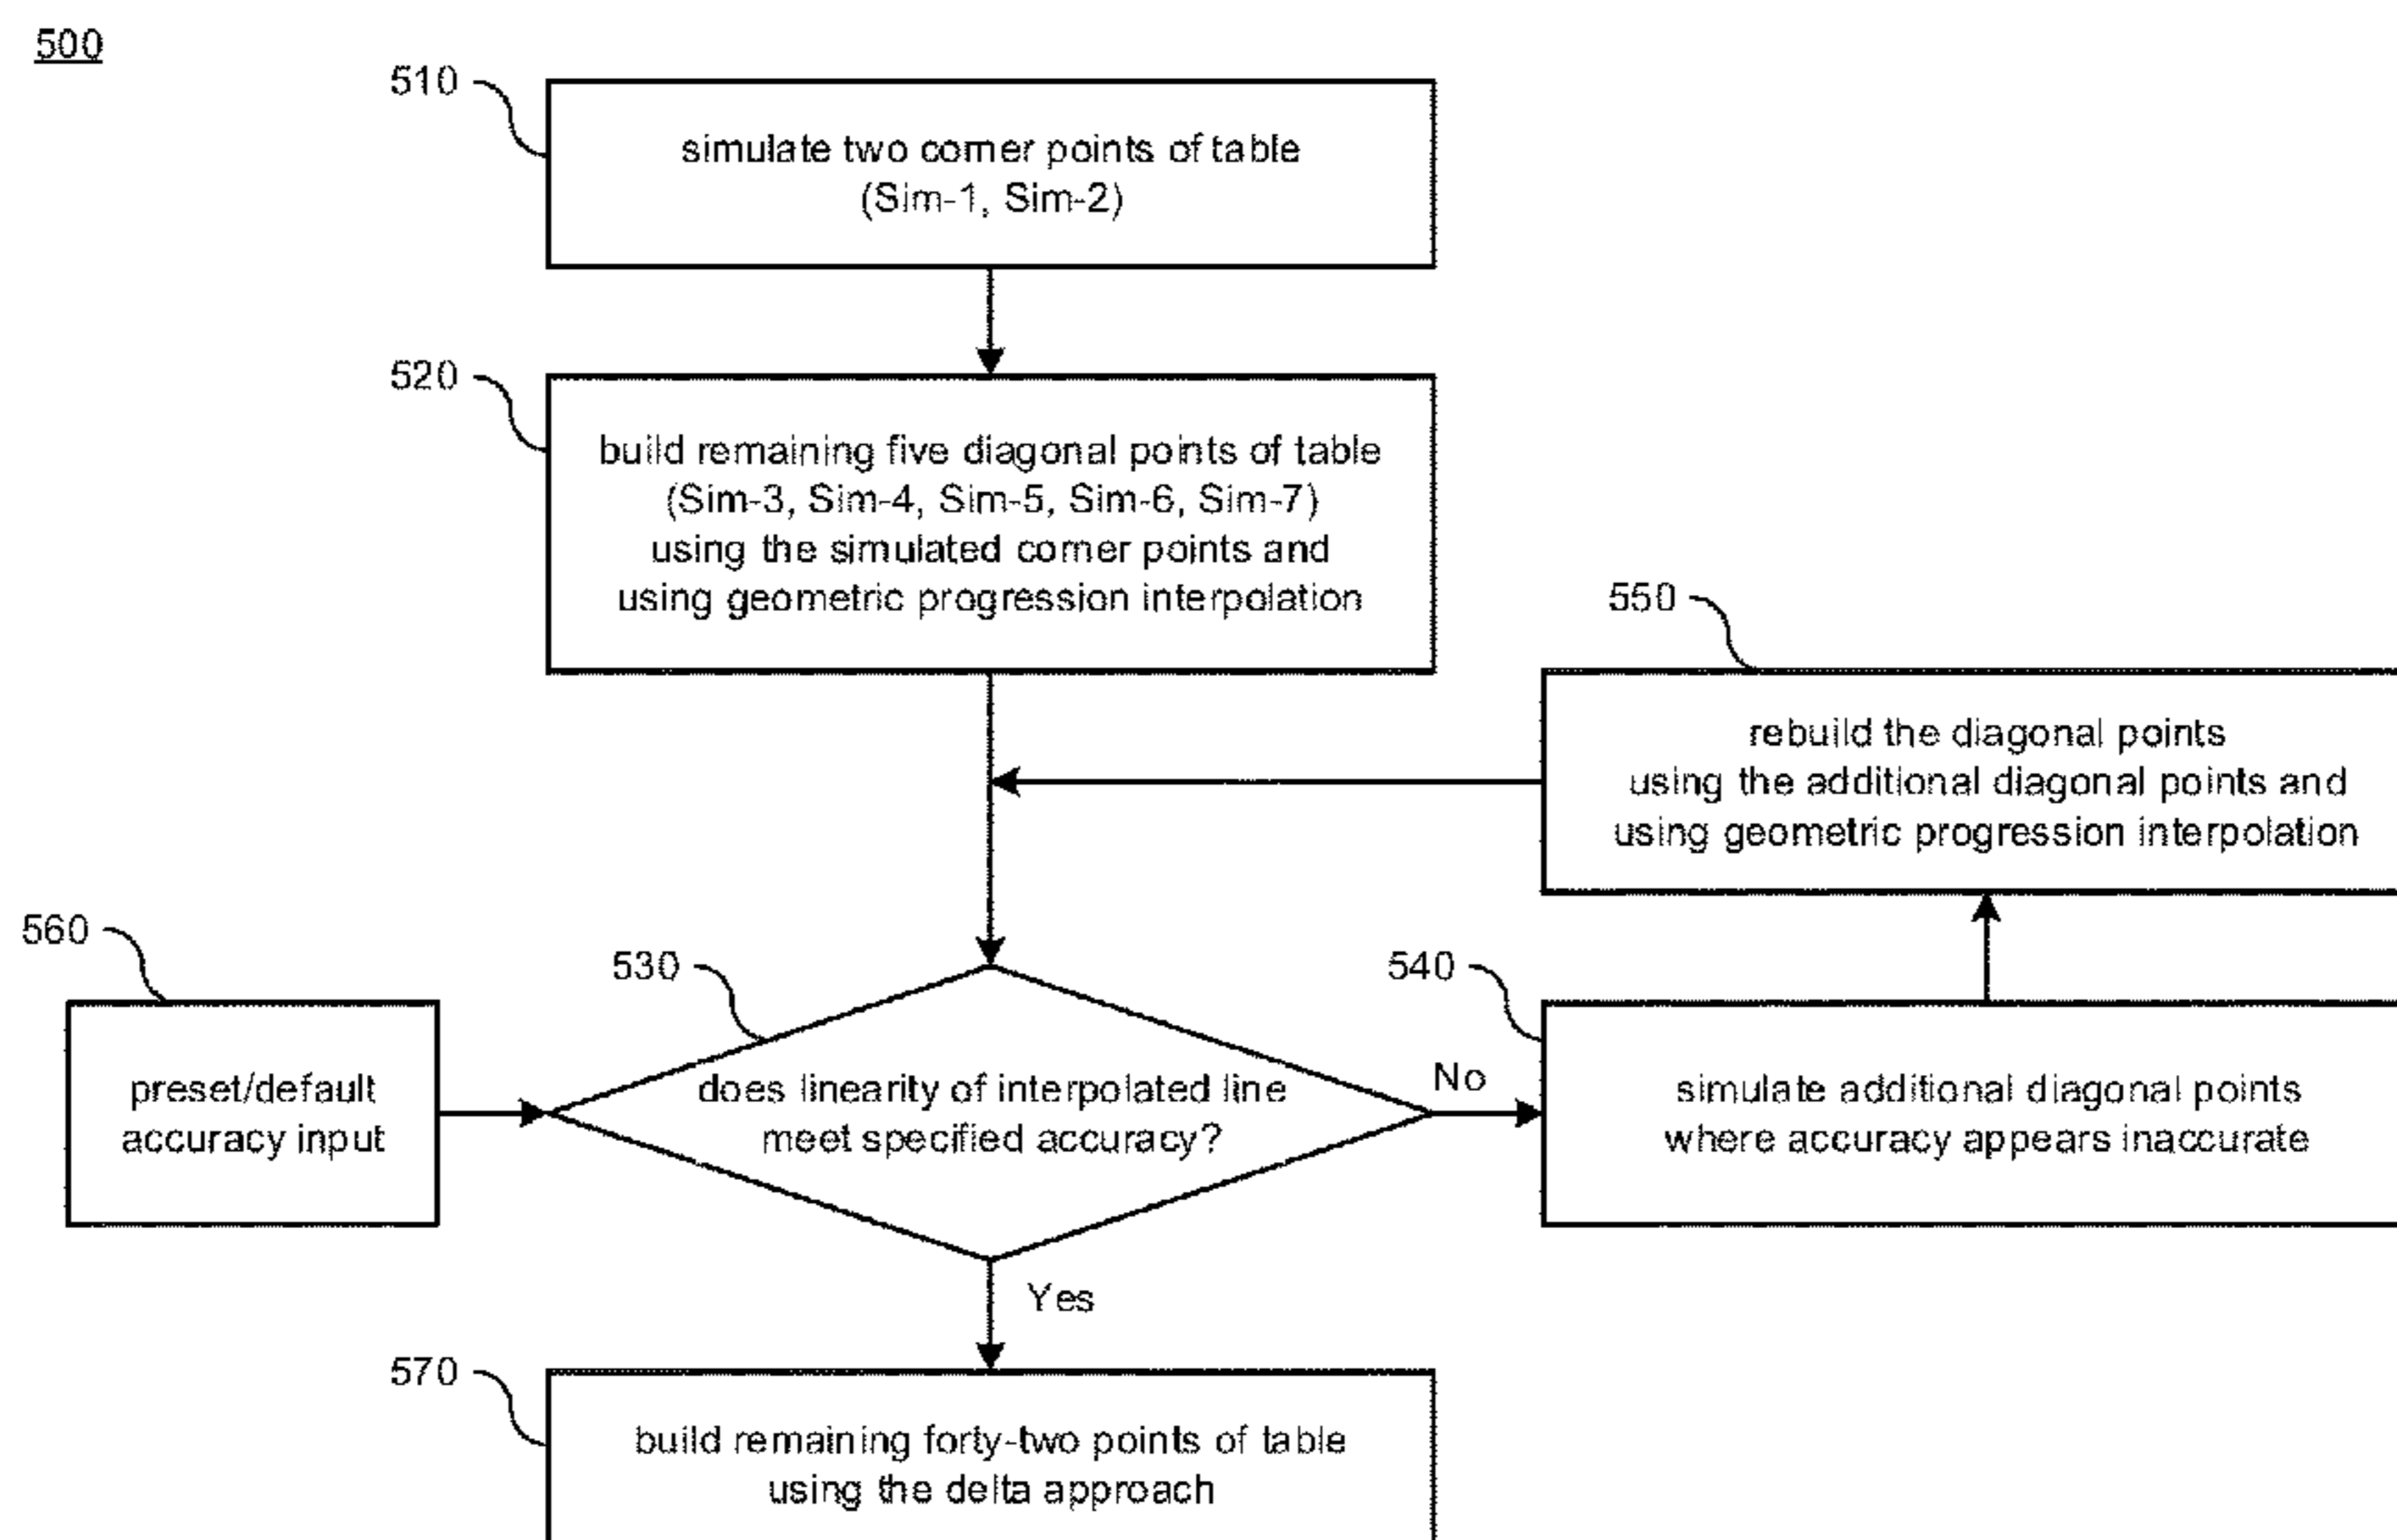 500
510
simulate two corner points of table
(Sim-1, Sim-2)
520
build remaining five diagonal points of table
(Sim-3, Sim-4, Sim-5, Sim-6, Sim-7)
using the simulated corner points and
using geometric progression interpolation
550
rebuild the diagonal points
using the additional diagonal points and
using geometric progression interpolation
560
preset/default
accuracy input
530
does linearity of interpolated line
meet specified accuracy?
No
540
simulate additional diagonal points
where accuracy appears inaccurate
Yes
570
build remaining forty-two points of table
using the delta approach